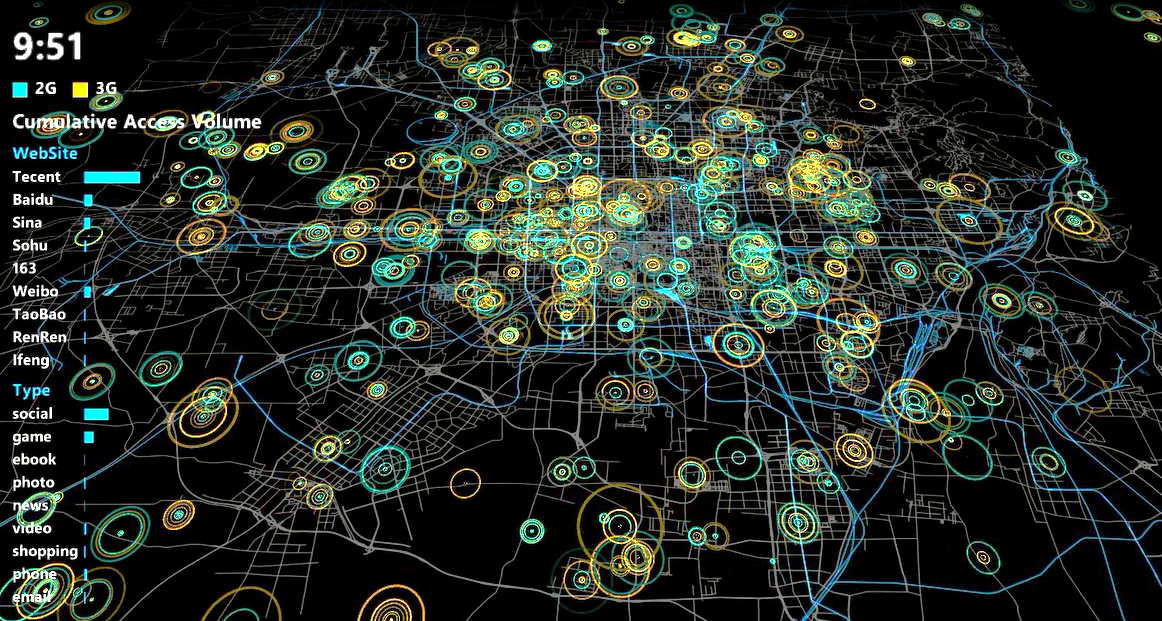 9:51
2G 3G
Cumulative Access Volume
WebSite
Tecent
Baidu
Sina
Sohu
163
Weibo
TaoBao
RenRen
Ifeng
Type
social
game
ebook
photo
news
video
shopping
phone
email